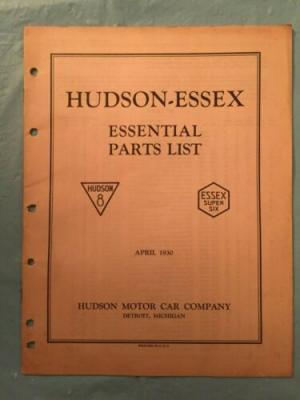 HUDSON-ESSEX
ESSENTIAL
PARTS LIST
HUDSON
8
ESSEX
SUPER
SIX
APRIL 1930
HUDSON MOTOR CAR COMPANY
DETROIT, MICHIGAN